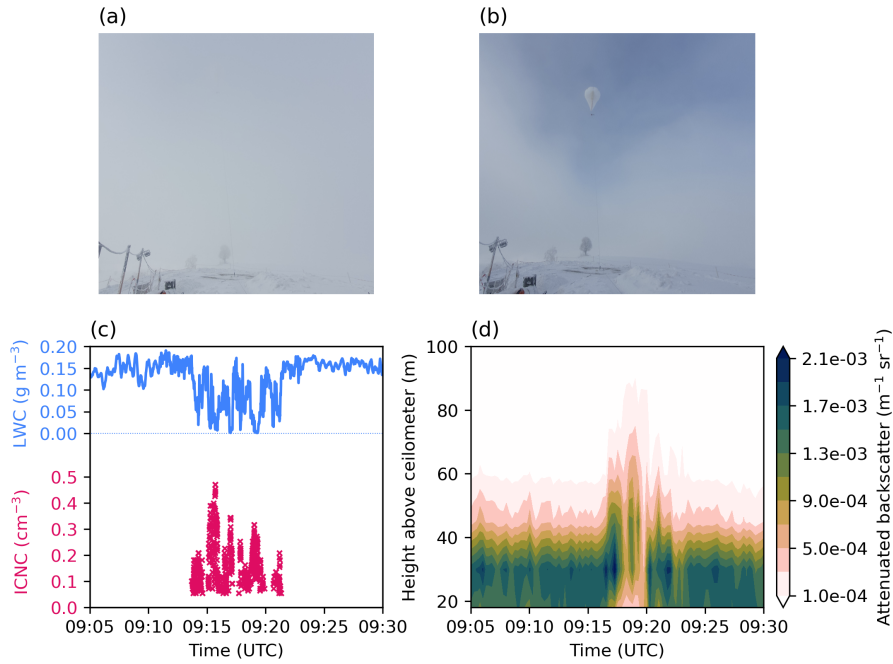 (a)
(b)
(c)
(d)
0.20
0.15
0.10
0.05
0.00
LWC (g m⁻³)
0.5
0.4
0.3
0.2
0.1
0.0
ICNC (cm⁻³)
09:05 09:10 09:15 09:20 09:25 09:30
Time (UTC)
100
80
60
40
20
Height above ceilometer (m)
09:05 09:10 09:15 09:20 09:25 09:30
Time (UTC)
2.1e-03
1.7e-03
1.3e-03
9.0e-04
5.0e-04
1.0e-04
Attenuated backscatter (m⁻¹ sr⁻¹)